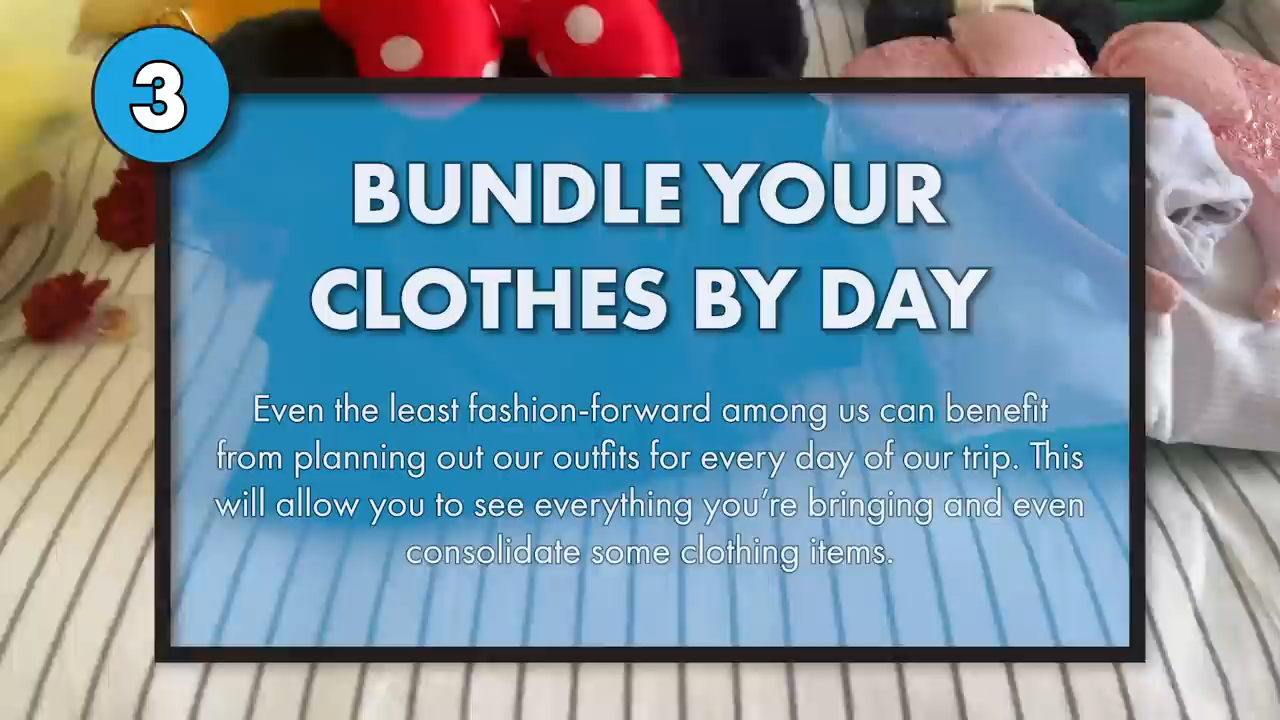 3
BUNDLE YOUR
CLOTHES BY DAY
Even the least fashion-forward among us can benefit
from planning out our outfits for every day of our trip. This
will allow you to see everything you’re bringing and even
consolidate some clothing items.